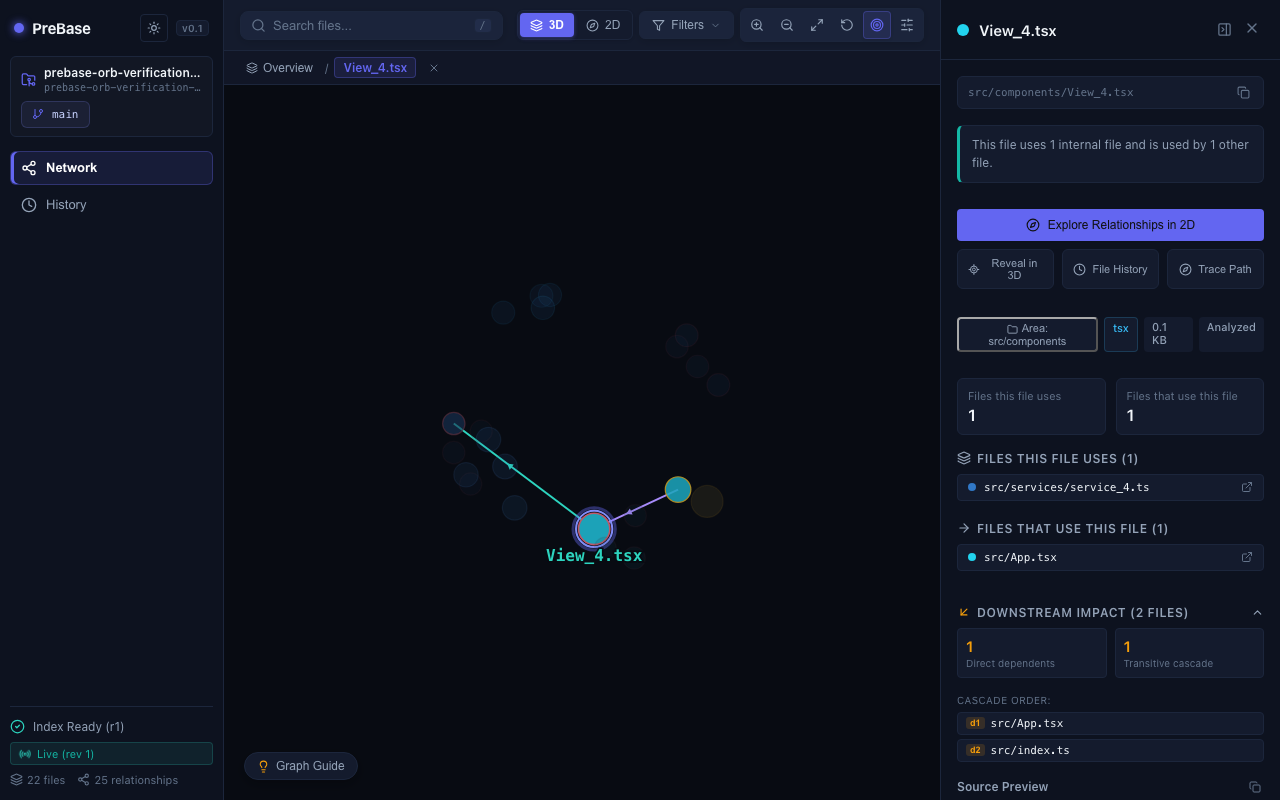 PreBase
v0.1
prebase-orb-verification...
prebase-orb-verification-...
main
Network
History
Index Ready (r1)
Live (rev 1)
22 files
25 relationships
Search files...
/
3D
2D
Filters
Overview
/
View_4.tsx
View_4.tsx
Graph Guide
View_4.tsx
src/components/View_4.tsx
This file uses 1 internal file and is used by 1 other
file.
Explore Relationships in 2D
Reveal in
3D
File History
Trace Path
Area:
src/components
tsx
0.1
KB
Analyzed
Files this file uses
1
Files that use this file
1
FILES THIS FILE USES (1)
src/services/service_4.ts
FILES THAT USE THIS FILE (1)
src/App.tsx
DOWNSTREAM IMPACT (2 FILES)
1
Direct dependents
1
Transitive cascade
CASCADE ORDER:
d1 src/App.tsx
d2 src/index.ts
Source Preview